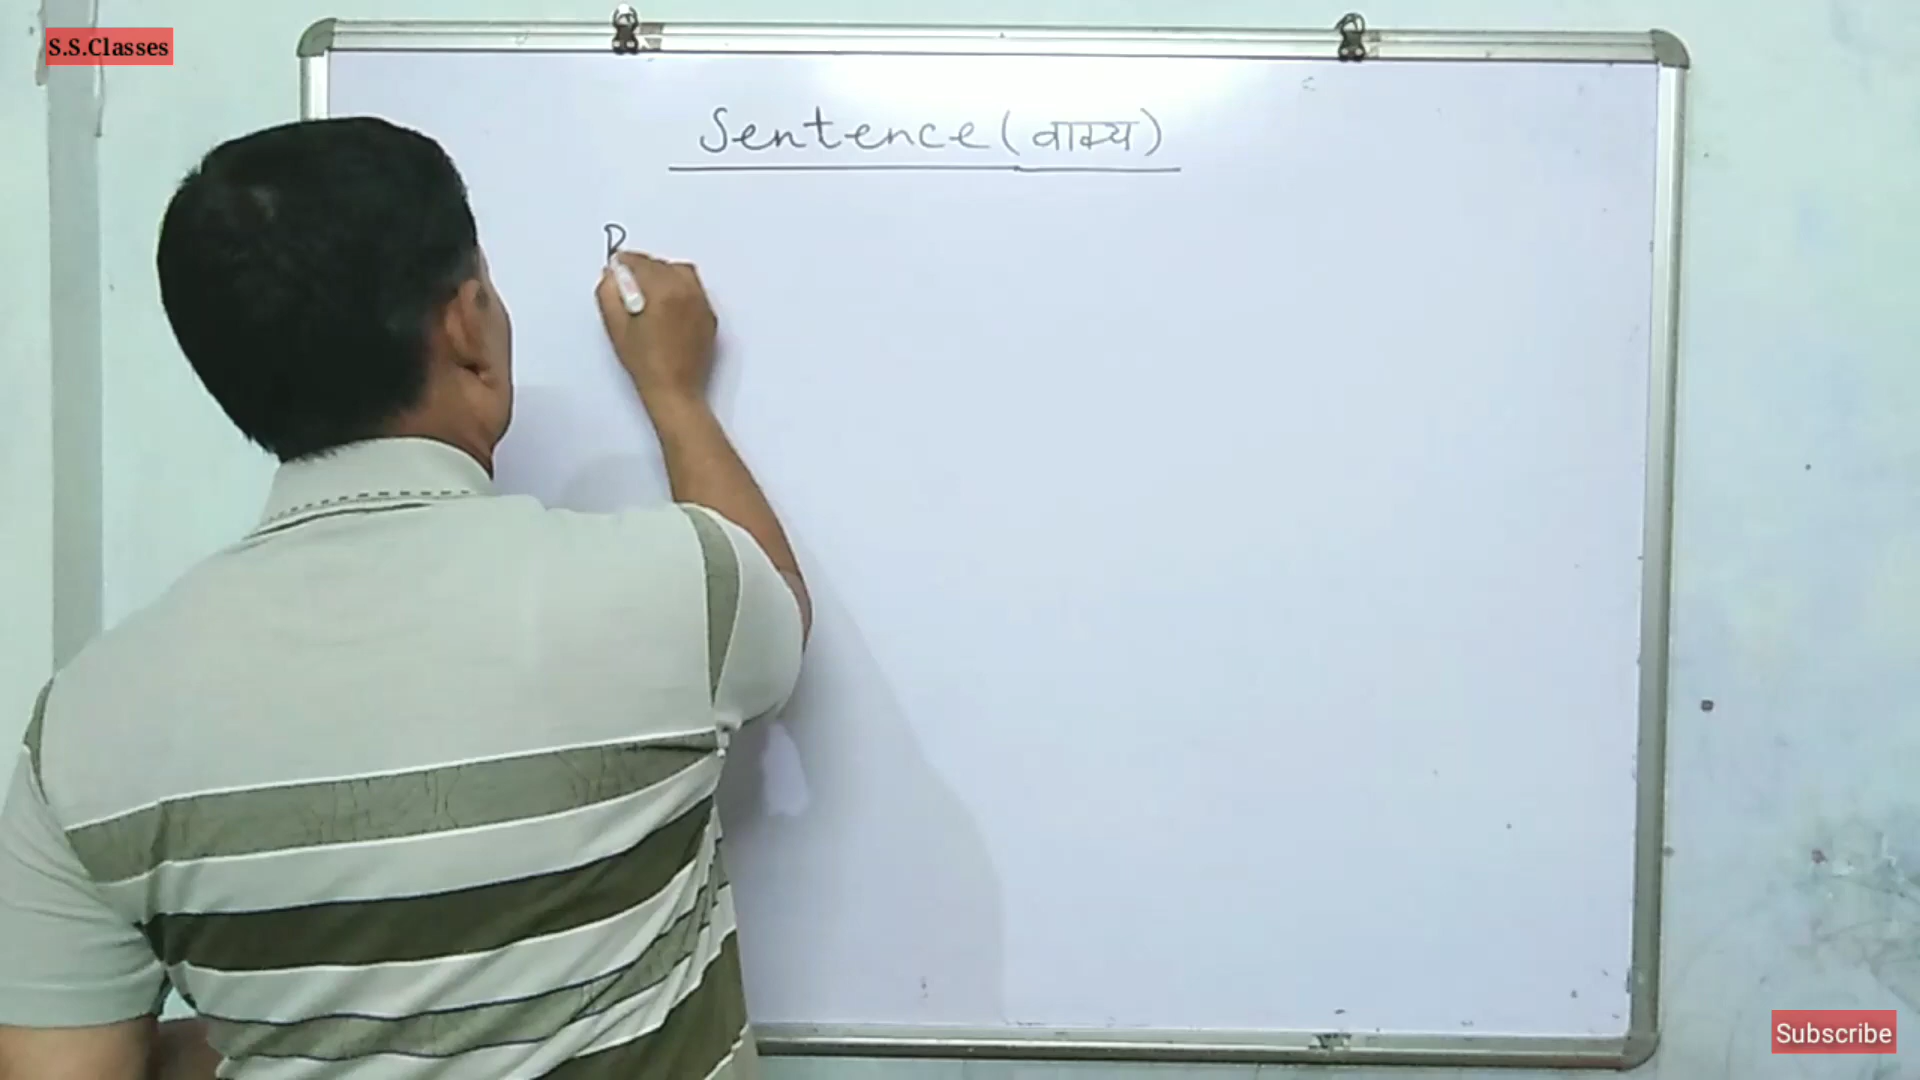 S.S.Classes
Sentence (वाक्य)
Subscribe